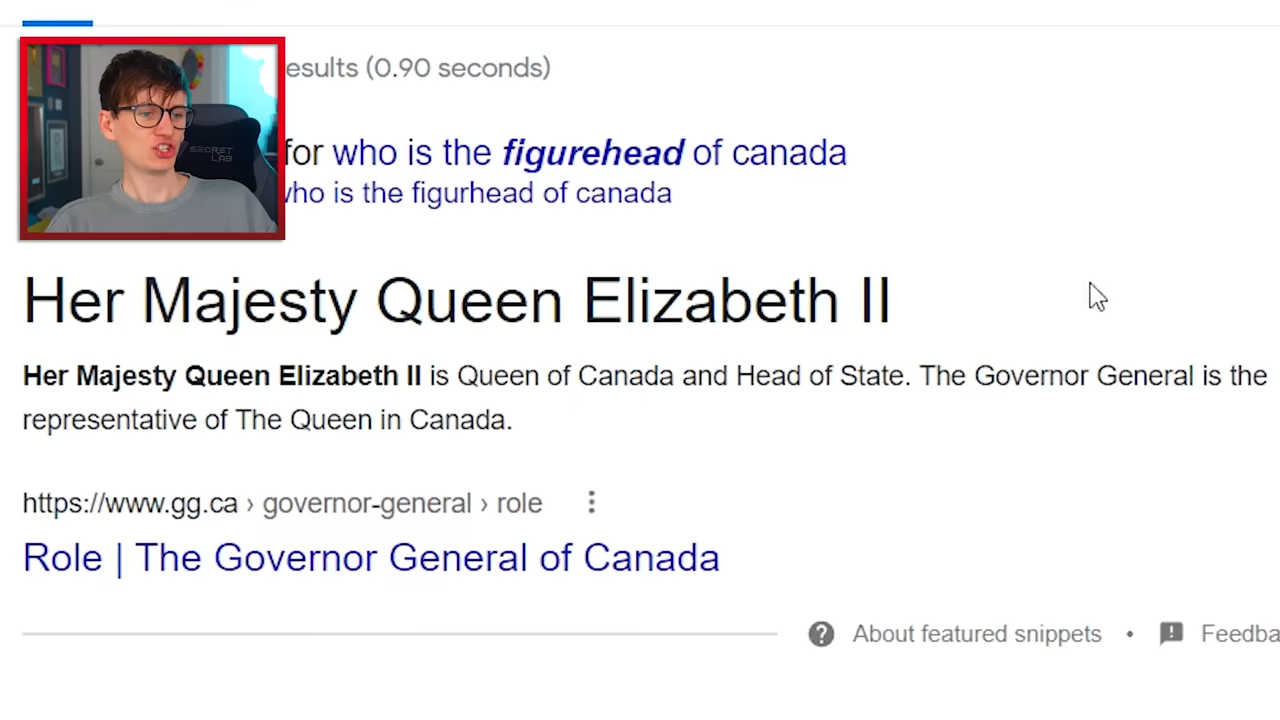 esults (0.90 seconds)
for who is the figurehead of canada
who is the figurhead of canada
Her Majesty Queen Elizabeth II
Her Majesty Queen Elizabeth II is Queen of Canada and Head of State. The Governor General is the
representative of The Queen in Canada.
https://www.gg.ca › governor-general › role
Role | The Governor General of Canada
About featured snippets • Feedba
SECRET
LAB